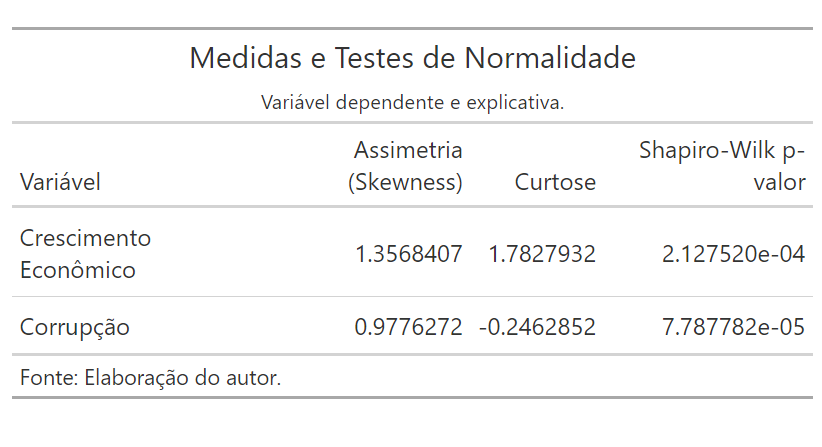 Medidas e Testes de Normalidade
Variável dependente e explicativa.
Variável Assimetria (Skewness) Curtose Shapiro-Wilk p-valor
Crescimento Econômico 1.3568407 1.7827932 2.127520e-04
Corrupção 0.9776272 -0.2462852 7.787782e-05
Fonte: Elaboração do autor.